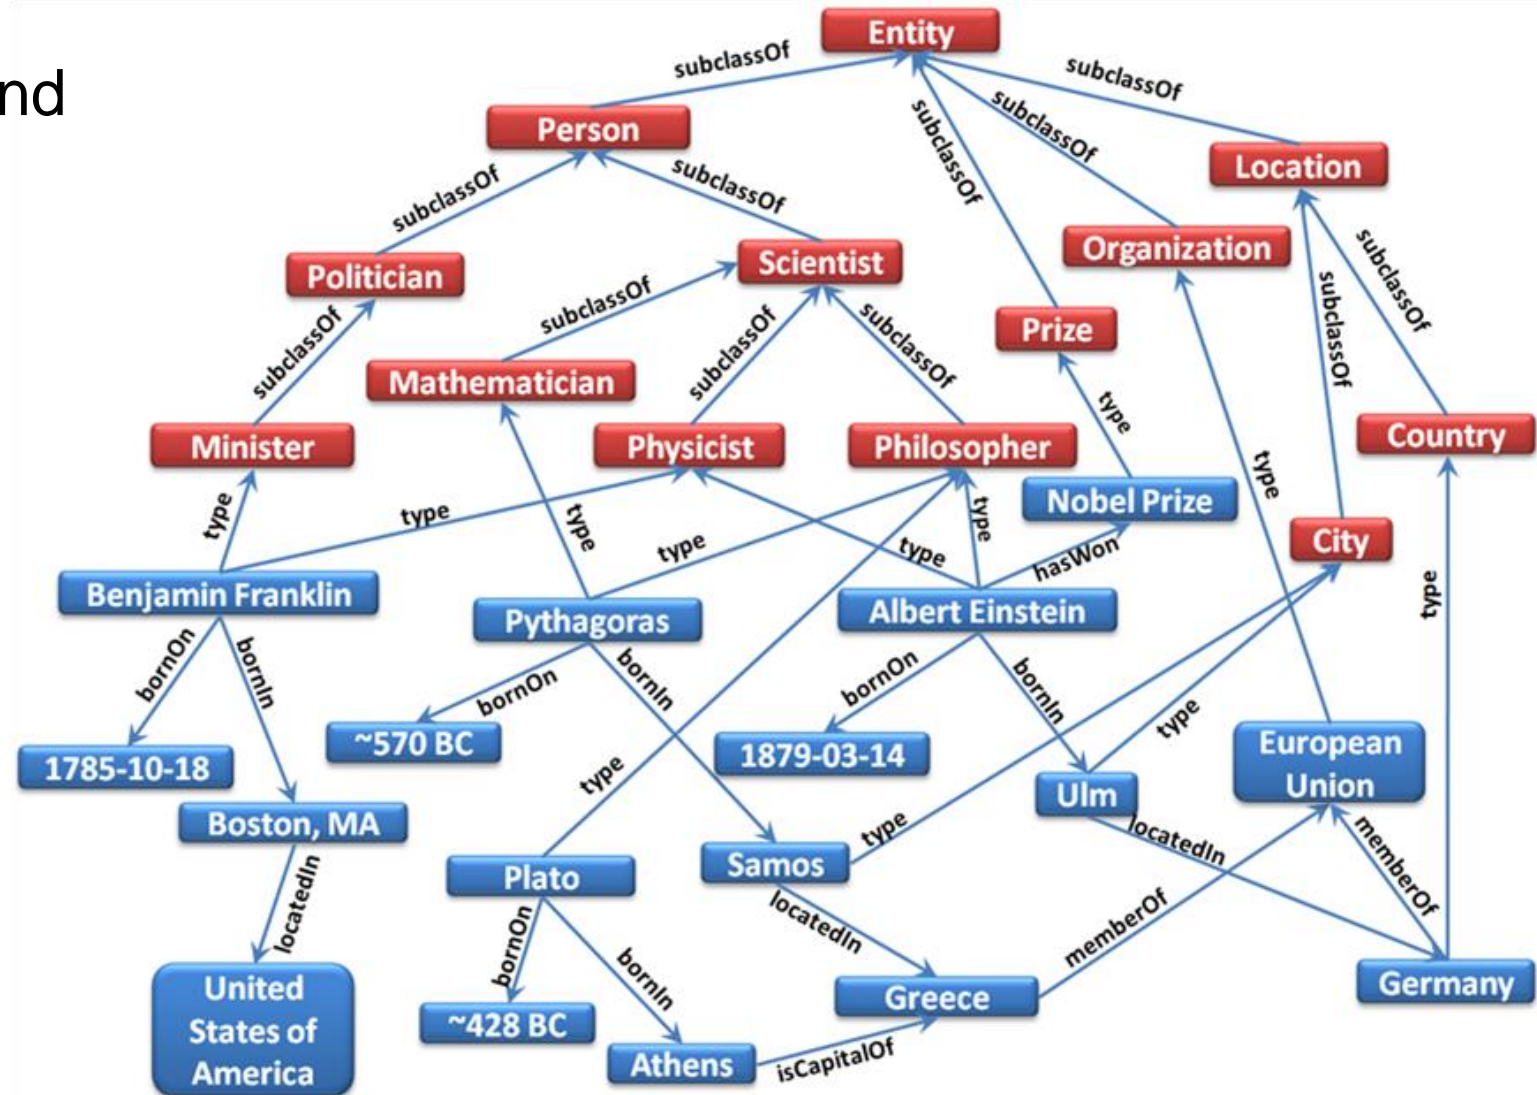 Entity
subclassOf
subclassOf
nd
subclassOf
subclassOf
subclassOf
Person
Location
subclassOf
subclassOf
Organization
subclassOf
Politician
Scientist
subclassOf
subclassOf
Prize
subclassOf
subclassOf
subclassOf
Mathematician
type
Minister
Physicist
Philosopher
Country
type
Nobel Prize
type
type
type
type
City
type
type
hasWon
type
Benjamin Franklin
Pythagoras
Albert Einstein
bornOn
bornIn
bornOn
bornIn
bornOn
bornIn
type
~570 BC
1879-03-14
European
Union
1785-10-18
type
Ulm
Boston, MA
type
locatedIn
memberOf
Plato
Samos
locatedIn
locatedIn
memberOf
bornOn
bornIn
United
States of
America
Greece
Germany
~428 BC
Athens
isCapitalOf